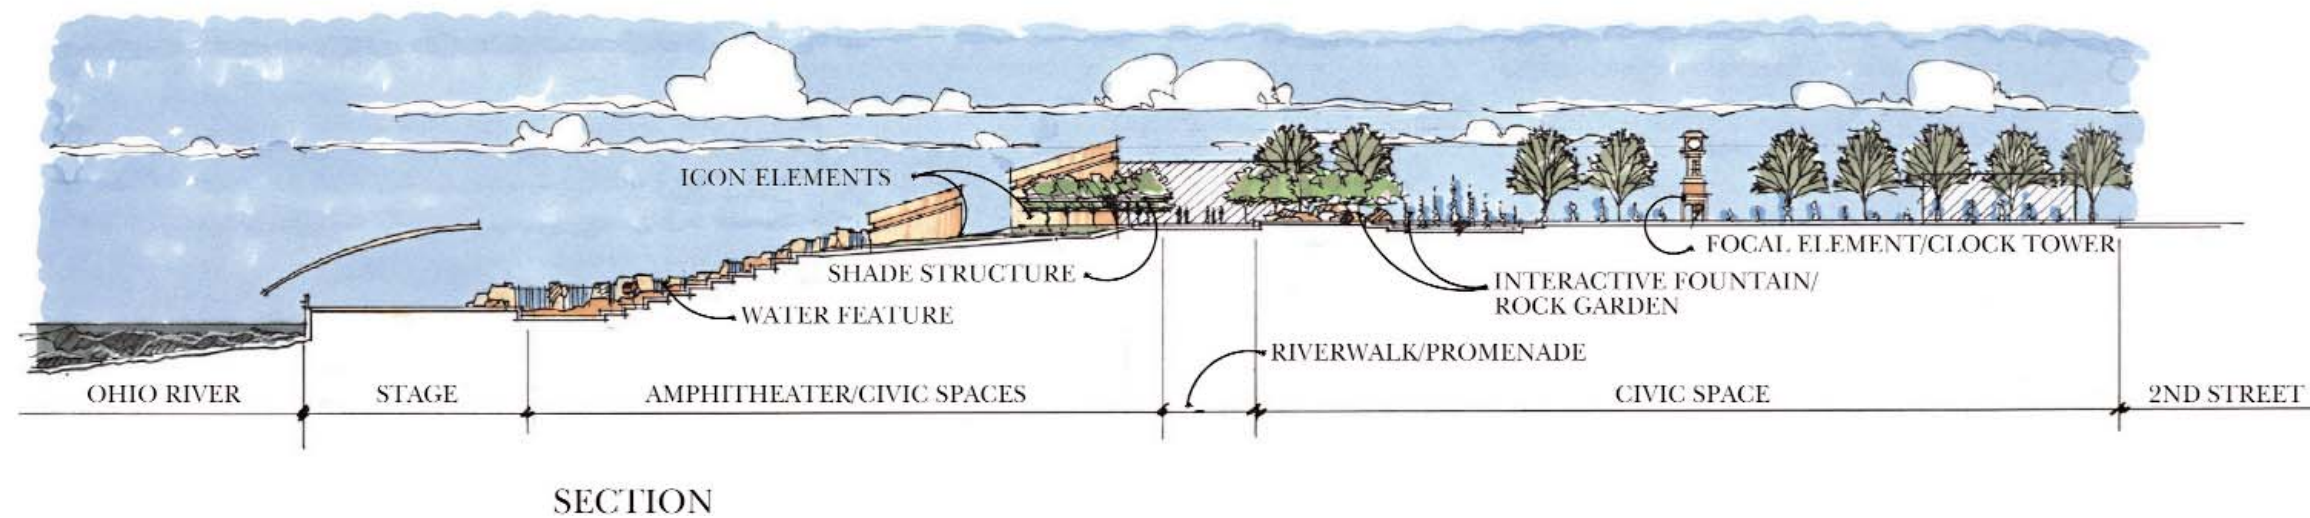 ICON ELEMENTS
SHADE STRUCTURE
WATER FEATURE
FOCAL ELEMENT/CLOCK TOWER
INTERACTIVE FOUNTAIN/
ROCK GARDEN
RIVERWALK/PROMENADE
OHIO RIVER
STAGE
AMPHITHEATER/CIVIC SPACES
CIVIC SPACE
2ND STREET
SECTION